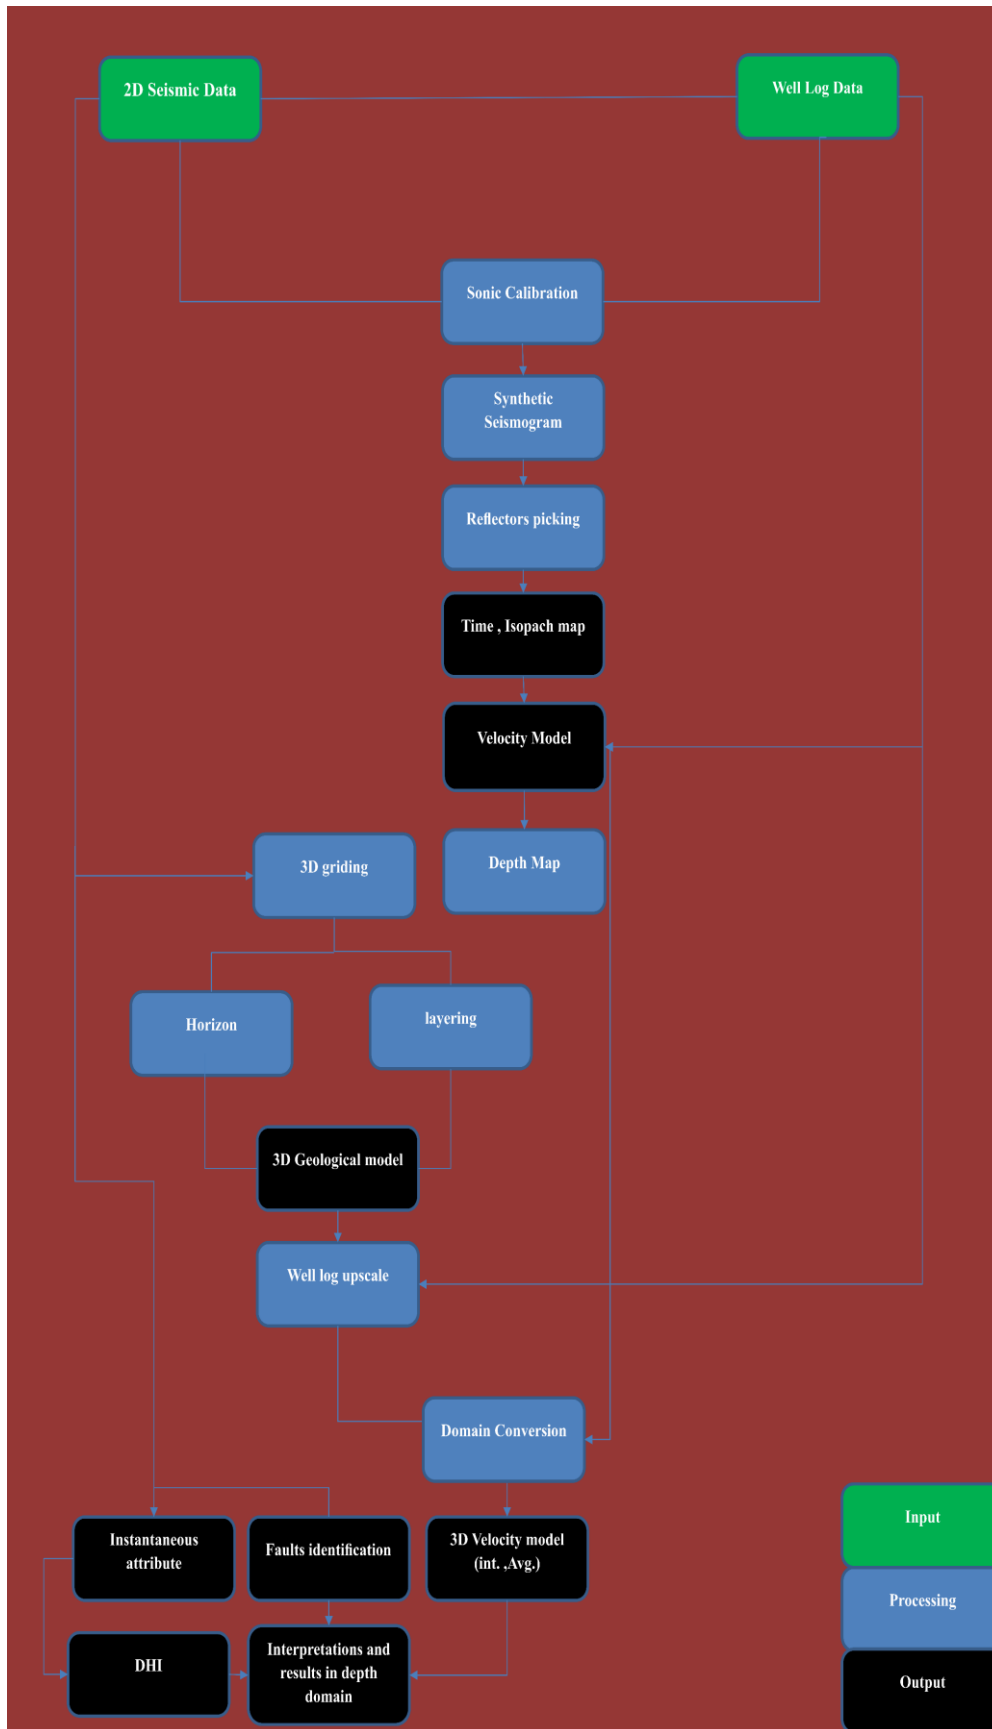 2D Seismic Data
Well Log Data
Sonic Calibration
Synthetic
Seismogram
Reflectors picking
Time , Isopach map
Velocity Model
Depth Map
3D griding
Horizon
layering
3D Geological model
Well log upscale
Domain Conversion
Instantaneous
attribute
Faults identification
3D Velocity model
(int. ,Avg.)
DHI
Interpretations and
results in depth
domain
Input
Processing
Output